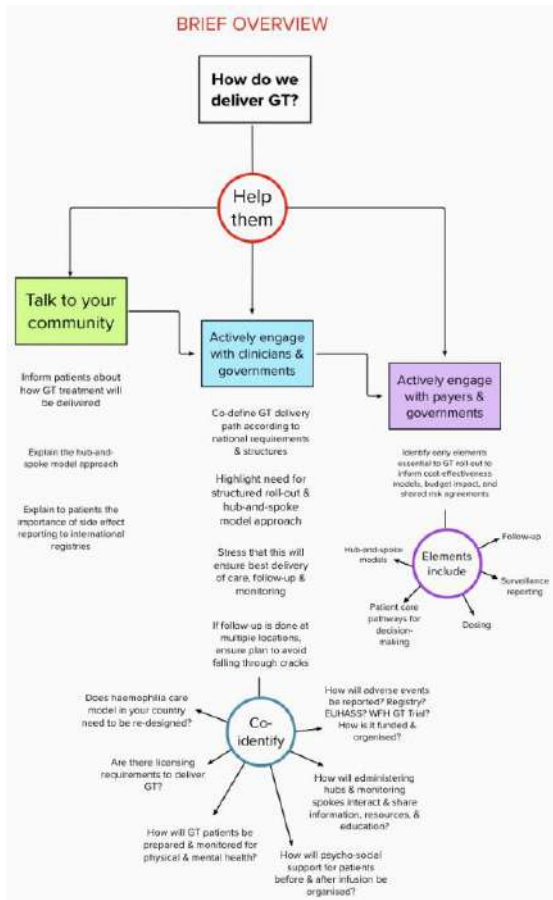 BRIEF OVERVIEW
How do we
deliver GT?
Help
them
Talk to your
community
Inform patients about
how GT treatment will
be delivered
Explain the hub-and-
spoke model approach
Explain to patients the
importance of side effect
reporting to international
registries
Actively engage
with clinicians &
governments
Co-define GT delivery
path according to
national requirements
& structures
Highlight need for
structured roll-out &
hub-and-spoke
model approach
Stress that this will
ensure best delivery
of care, follow-up &
monitoring
If follow-up is done at
multiple locations,
ensure plan to avoid
falling through cracks
Actively engage
with payers &
governments
Identify early elements
essential to GT roll-out to
inform cost-effectiveness
models, budget impact, and
shared risk agreements
Elements
include
Hub-and-spoke
models
Patient care
pathways for
decision-
making
Dosing
Surveillance
reporting
Follow-up
Co-
identify
Does haemophilia care
model in your country
need to be re-designed?
Are there licensing
requirements to deliver
GT?
How will GT patients be
prepared & monitored for
physical & mental health?
How will psycho-social
support for patients
before & after infusion be
organised?
How will administering
hubs & monitoring
spokes interact & share
information, resources, &
education?
How will adverse events
be reported? Registry?
EUHASS? WFH GT Trial?
How is it funded &
organised?